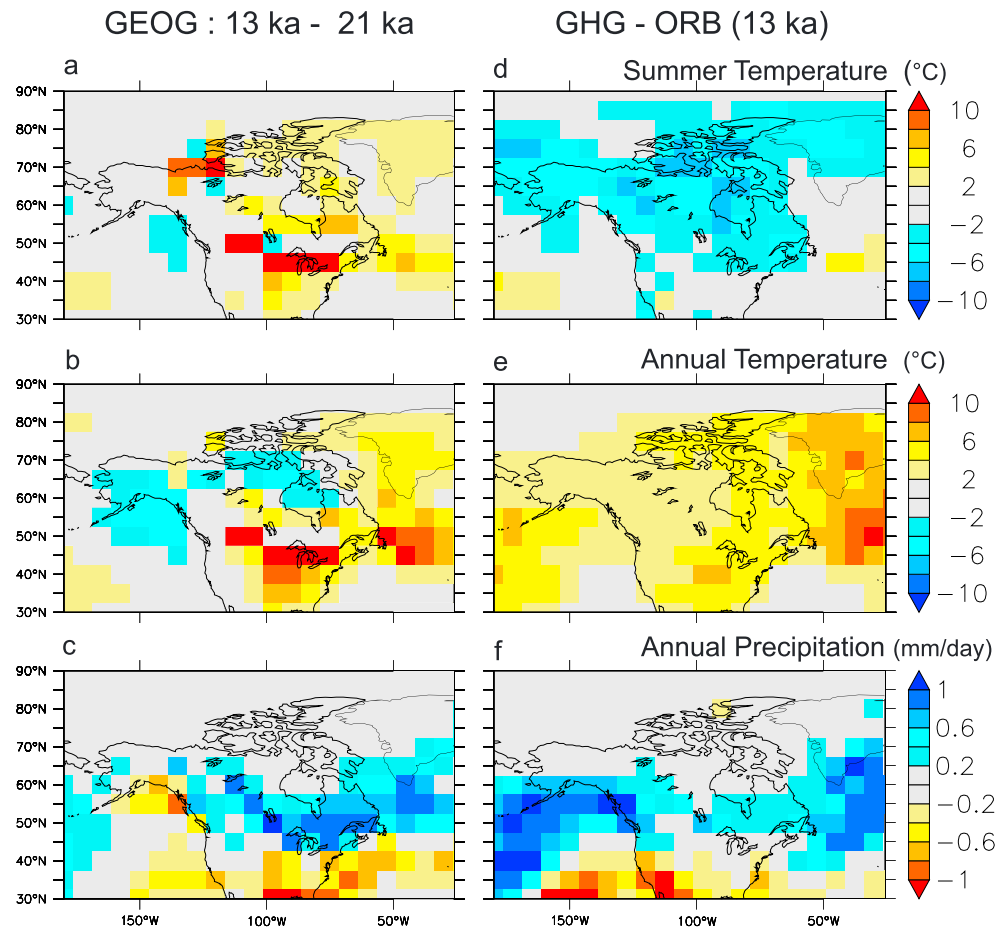 GEOG : 13 ka - 21 ka
GHG - ORB (13 ka)
a
90°N
80°N
70°N
60°N
50°N
40°N
30°N
d
Summer Temperature (°C)
10
6
2
−2
−6
−10
b
90°N
80°N
70°N
60°N
50°N
40°N
30°N
e
Annual Temperature (°C)
10
6
2
−2
−6
−10
c
90°N
80°N
70°N
60°N
50°N
40°N
30°N
150°W 100°W 50°W
f
Annual Precipitation (mm/day)
150°W 100°W 50°W
1
0.6
0.2
−0.2
−0.6
−1